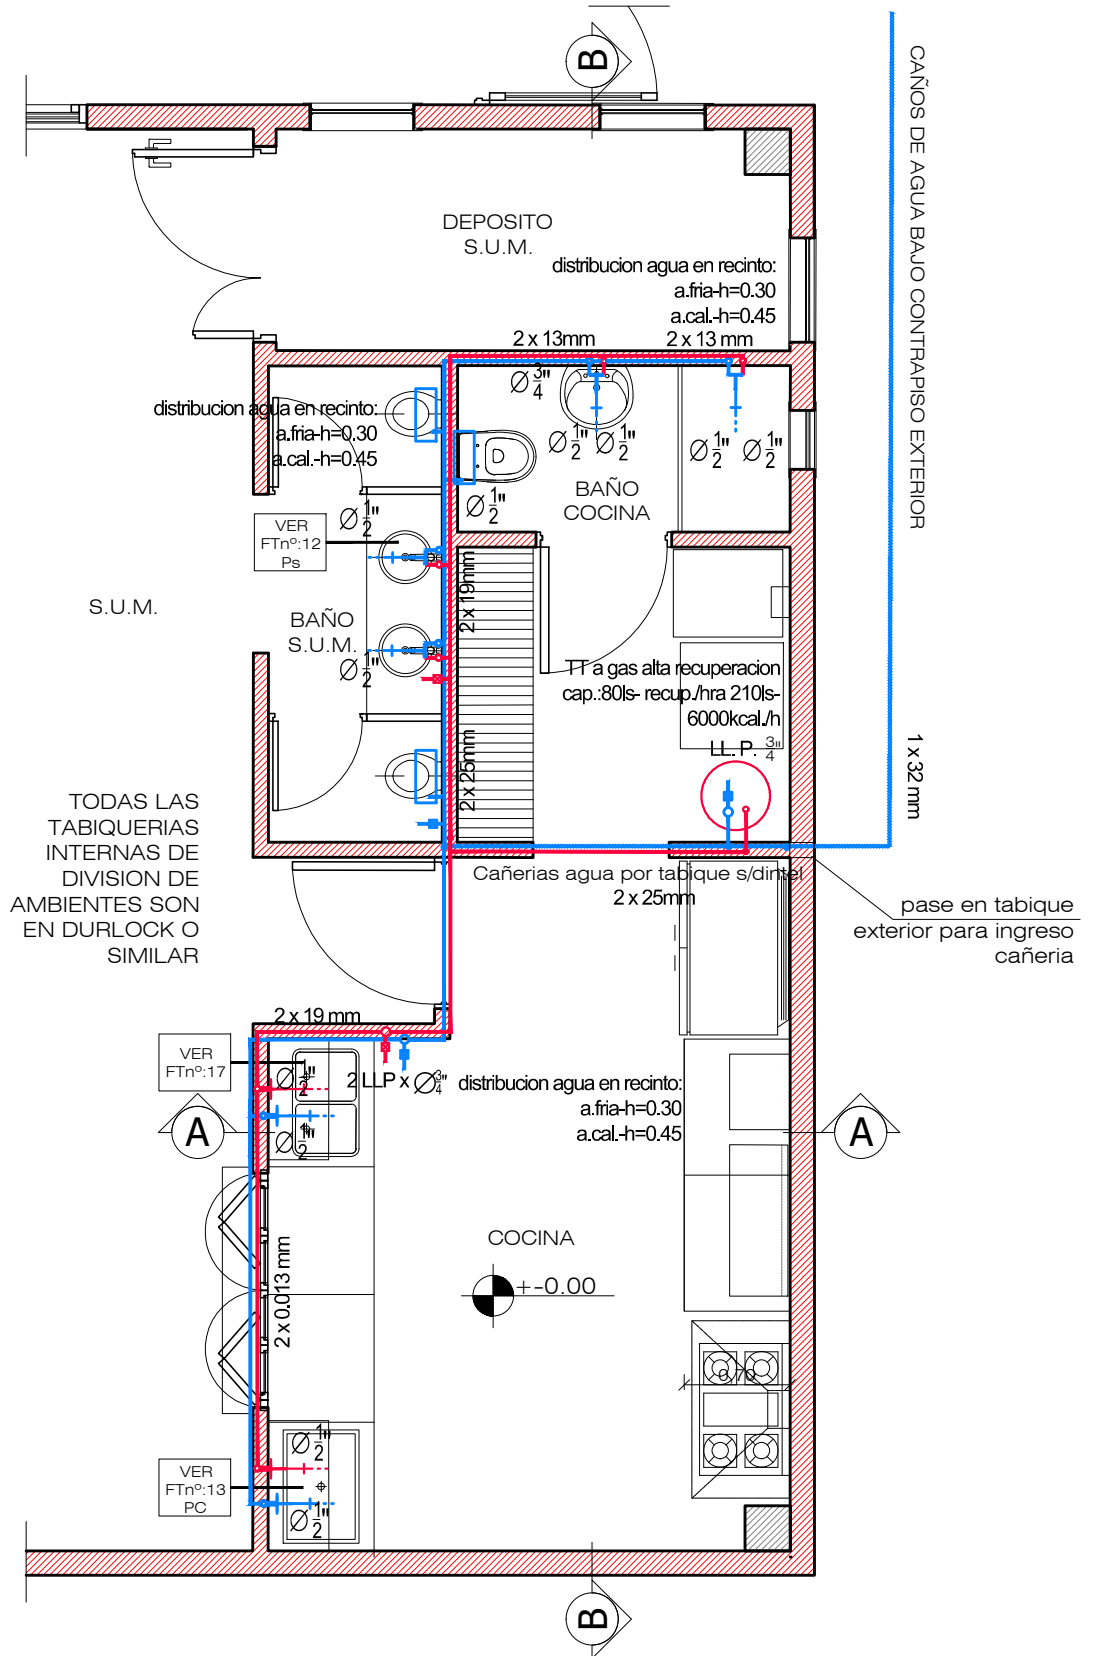 B
CAÑOS DE AGUA BAJO CONTRAPISO EXTERIOR
DEPOSITO
S.U.M.
distribucion agua en recinto:
a.fria-h=0.30
a.cal.-h=0.45
2 x 13mm
2 x 13 mm
Ø 3/4"
distribucion agua en recinto:
a.fria-h=0.30
a.cal.-h=0.45
Ø 1/2"
Ø 1/2"
Ø 1/2"
Ø 1/2"
BAÑO
COCINA
Ø 1/2"
Ø 1/2"
VER
FTnº:12
Ps
2 x 19mm
S.U.M.
BAÑO
S.U.M.
Ø 1/2"
TT a gas alta recuperacion
cap.:80ls- recup./hra 210ls-
6000kcal./h
LL. P. 3/4"
2 x 25mm
1 x 32 mm
TODAS LAS
TABIQUERIAS
INTERNAS DE
DIVISION DE
AMBIENTES SON
EN DURLOCK O
SIMILAR
Cañerias agua por tabique s/dintel
2 x 25mm
pase en tabique
exterior para ingreso
cañeria
2 x 19 mm
VER
FTnº:17
Ø 1/2"
2 LLP x Ø3/4"
distribucion agua en recinto:
a.fria-h=0.30
a.cal.-h=0.45
A
Ø 1/2"
A
COCINA
+-0.00
2 x 0.013 mm
0,70
Ø 1/2"
VER
FTnº:13
PC
Ø 1/2"
B